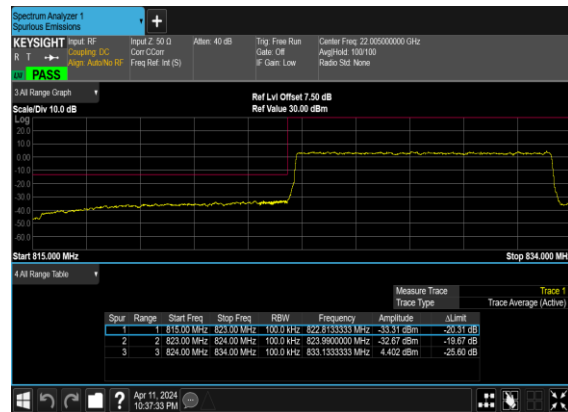 Spectrum Analyzer 1
Spurious Emissions
+
KEYSIGHT Input: RF Input Z: 50 Ω Atten: 40 dB Trig: Free Run Center Freq: 22.005000000 GHz
R T Coupling: DC Corr CCorr Gate: Off Avg|Hold: 100/100
Align: Auto/No RF Freq Ref: Int (S) IF Gain: Low Radio Std: None
PASS
3 All Range Graph
Ref Lvl Offset 7.50 dB
Scale/Div 10.0 dB Ref Value 30.00 dBm
Log
20.0
10.0
0.00
-10.0
-20.0
-30.0
-40.0
-50.0
-60.0
Start 815.000 MHz Stop 834.000 MH
4 All Range Table
Measure Trace Trace 1
Trace Type Trace Average (Active)
Spur Range Start Freq Stop Freq RBW Frequency Amplitude ΔLimit
1 1 815.00 MHz 823.00 MHz 100.0 kHz 822.8133333 MHz -33.31 dBm -20.31 dB
2 2 823.00 MHz 824.00 MHz 100.0 kHz 823.9900000 MHz -32.67 dBm -19.67 dB
3 3 824.00 MHz 834.00 MHz 100.0 kHz 833.1333333 MHz 4.402 dBm -25.60 dB
? Apr 11, 2024
10:37:33 PM